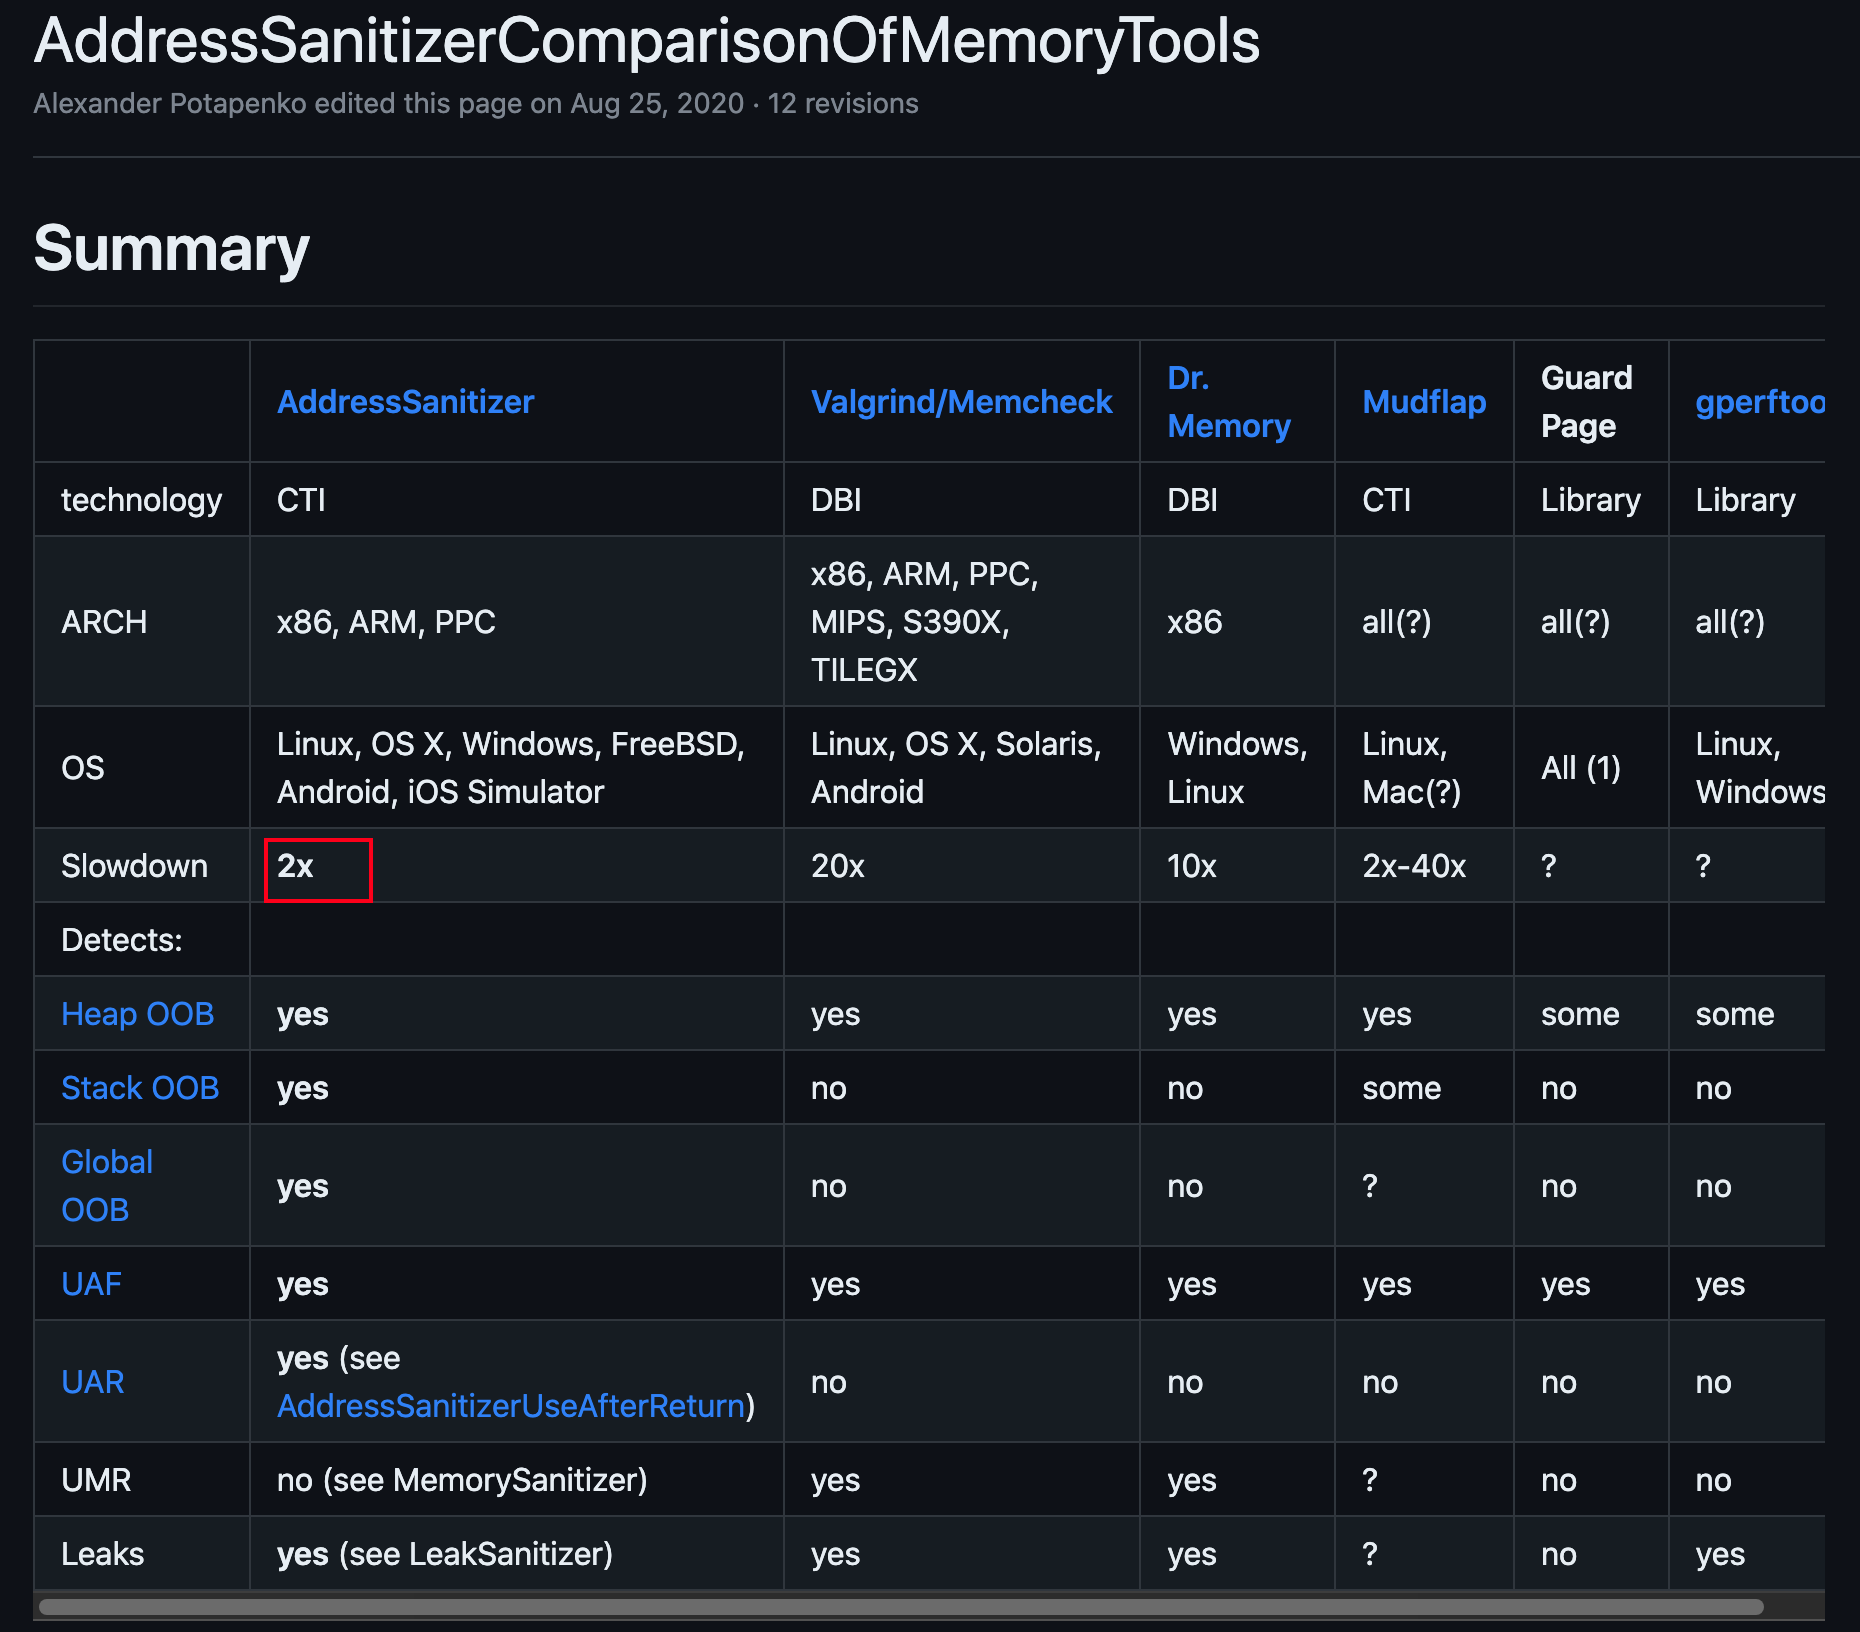 AddressSanitizerComparisonOfMemoryTools
Alexander Potapenko edited this page on Aug 25, 2020 · 12 revisions
Summary
AddressSanitizer Valgrind/Memcheck Dr. Memory Mudflap Guard Page gperftoo
technology CTI DBI DBI CTI Library Library
ARCH x86, ARM, PPC x86, ARM, PPC, MIPS, S390X, TILEGX x86 all(?) all(?) all(?)
OS Linux, OS X, Windows, FreeBSD, Android, iOS Simulator Linux, OS X, Solaris, Android Windows, Linux Linux, Mac(?) All (1) Linux, Windows
Slowdown 2x 20x 10x 2x-40x ? ?
Detects:
Heap OOB yes yes yes yes some some
Stack OOB yes no no some no no
Global OOB yes no no ? no no
UAF yes yes yes yes yes yes
UAR yes (see AddressSanitizerUseAfterReturn) no no no no no
UMR no (see MemorySanitizer) yes yes ? no no
Leaks yes (see LeakSanitizer) yes yes ? no yes